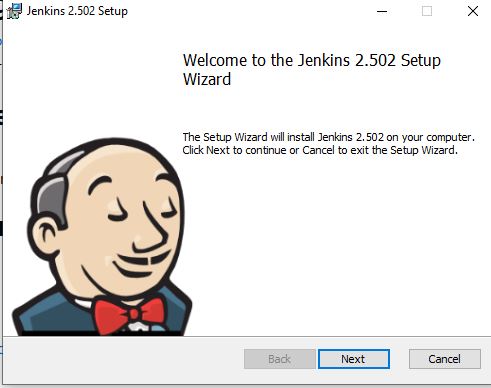 Jenkins 2.502 Setup
Welcome to the Jenkins 2.502 Setup
Wizard
The Setup Wizard will install Jenkins 2.502 on your computer.
Click Next to continue or Cancel to exit the Setup Wizard.
Back
Next
Cancel